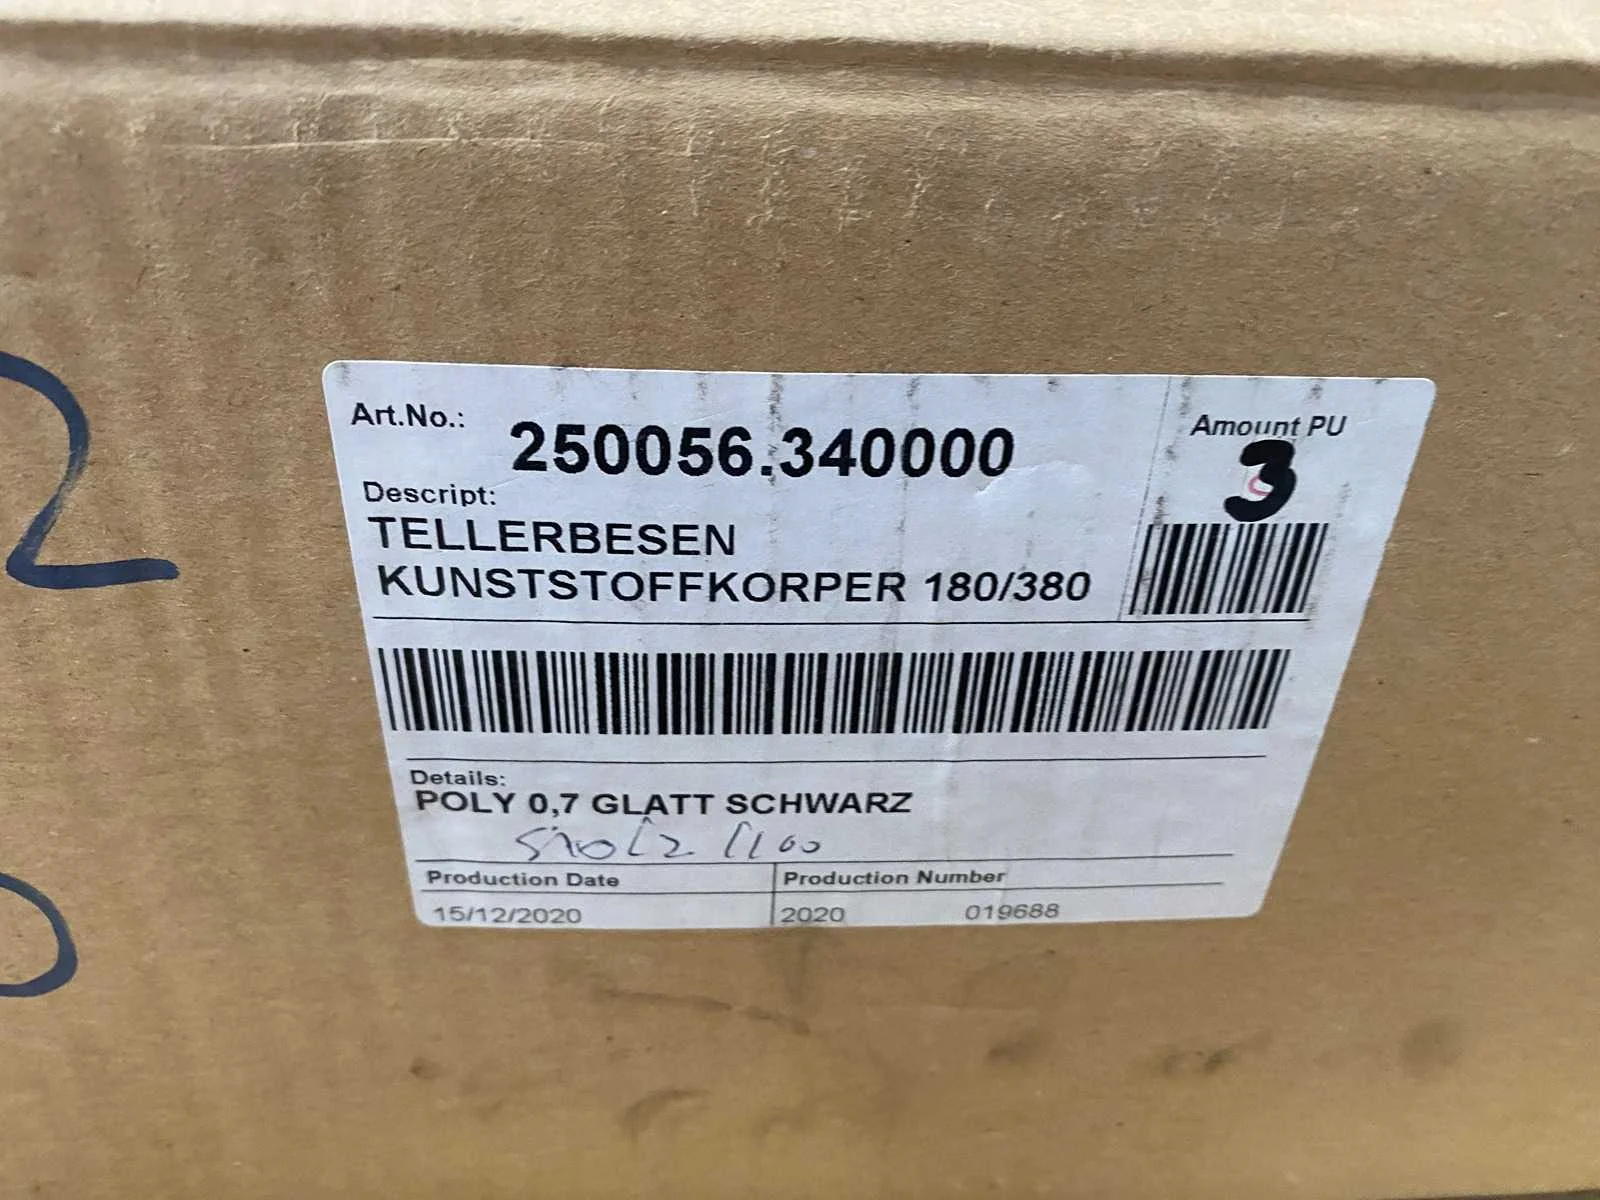 2
Art.No.:
250056.340000
Amount PU
3
Descript:
TELLERBESEN
KUNSTSTOFFKORPER 180/380
Details:
POLY 0,7 GLATT SCHWARZ
Production Date
Production Number
15/12/2020
2020 019688